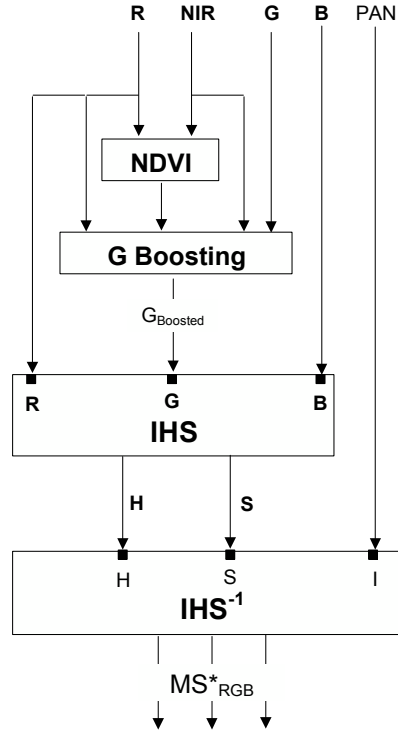 R NIR G B PAN
NDVI
G Boosting
GBoosted
R G B
IHS
H S
H S I
IHS-1
MS*RGB